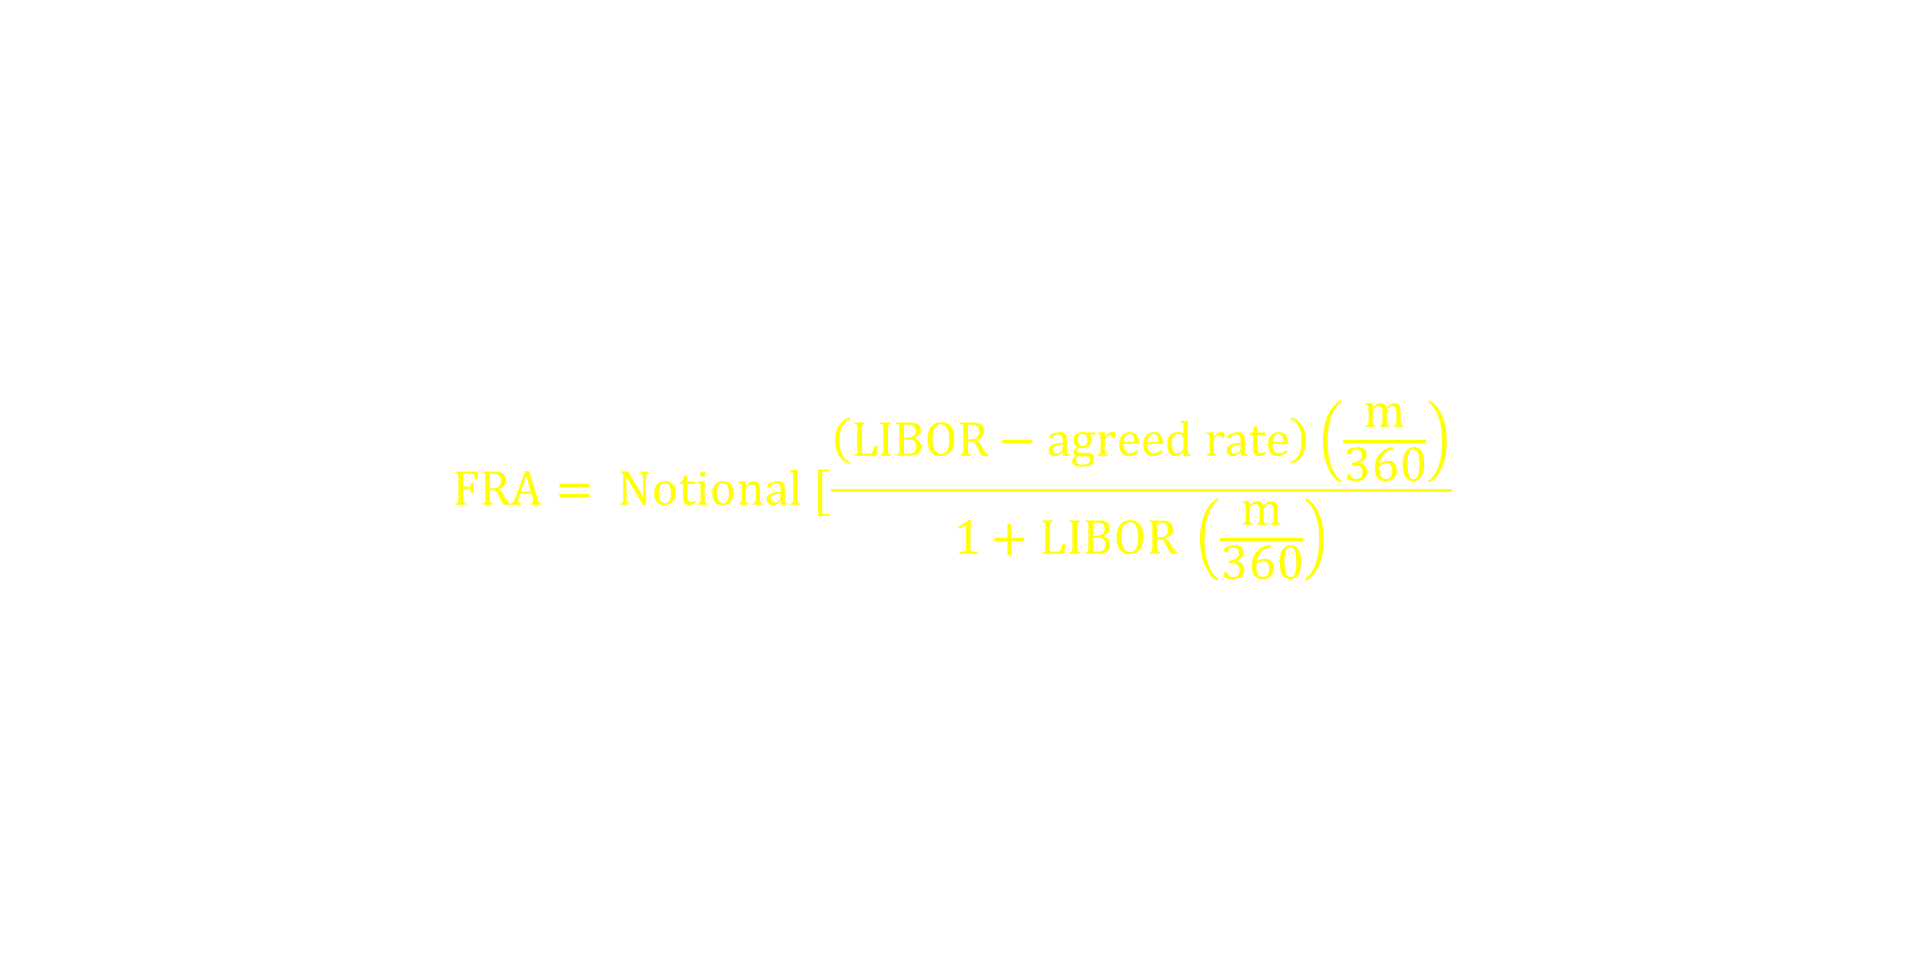 FRA = Notional [ (LIBOR − agreed rate) (m/360) / 1 + LIBOR (m/360)